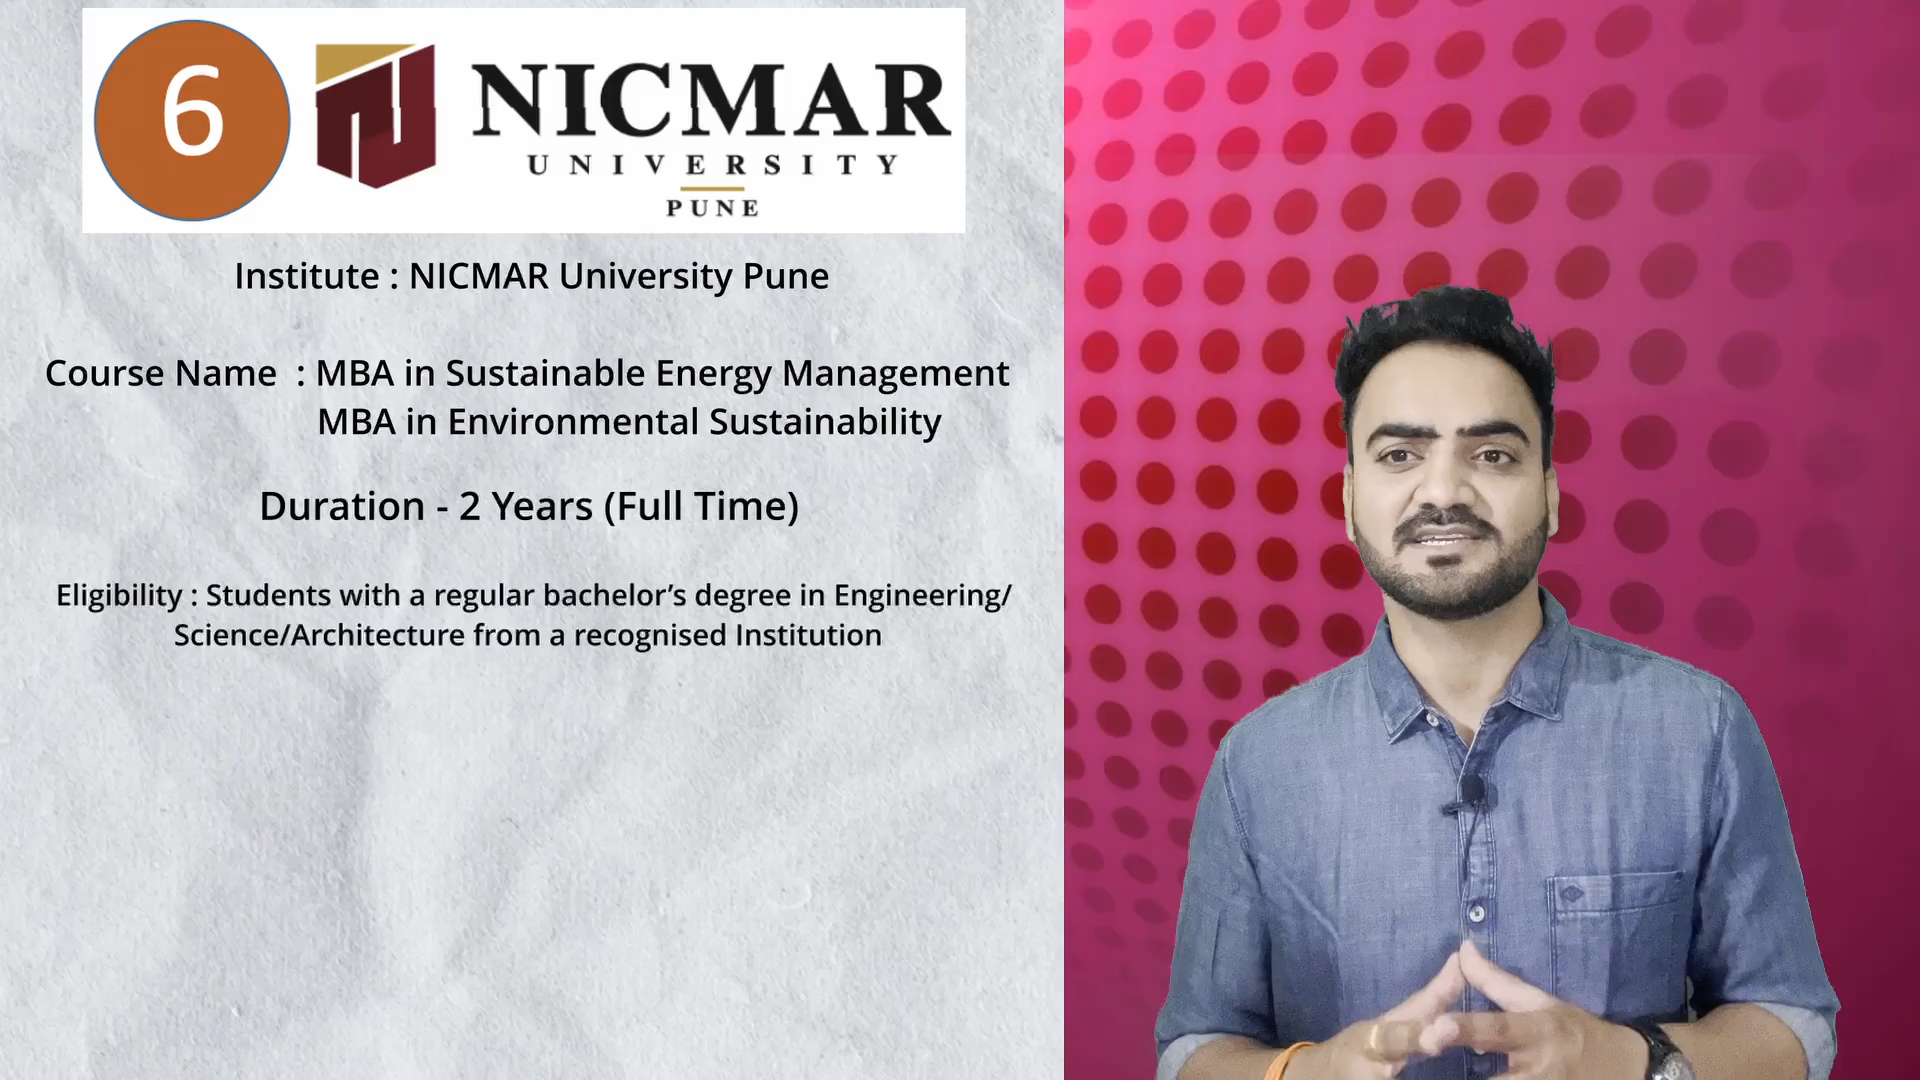 6
NICMAR
UNIVERSITY
PUNE
Institute : NICMAR University Pune
Course Name : MBA in Sustainable Energy Management
MBA in Environmental Sustainability
Duration - 2 Years (Full Time)
Eligibility : Students with a regular bachelor’s degree in Engineering/
Science/Architecture from a recognised Institution